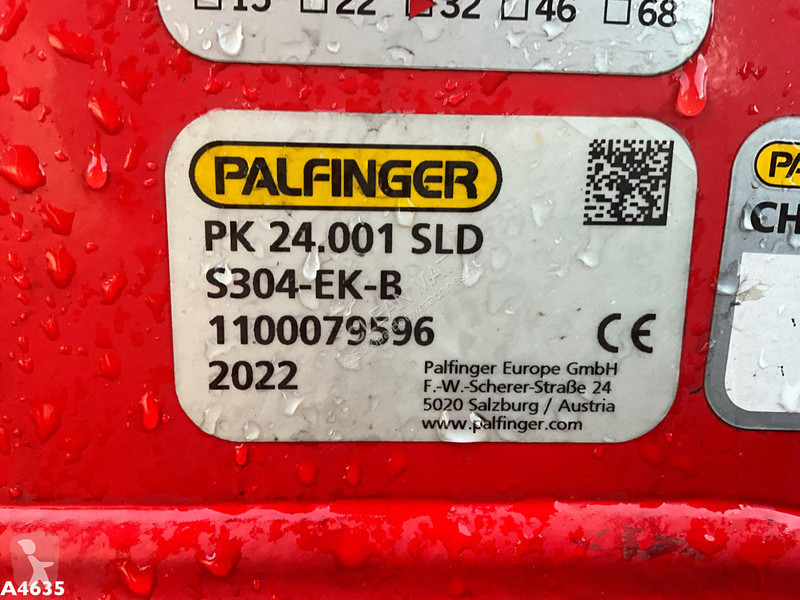 15 22 32 46 68
PALFINGER
PK 24.001 SLD
S304-EK-B
1100079596
2022
CE
Palfinger Europe GmbH
F.-W.-Scherer-Straße 24
5020 Salzburg / Austria
www.palfinger.com
PA
CH
A4635